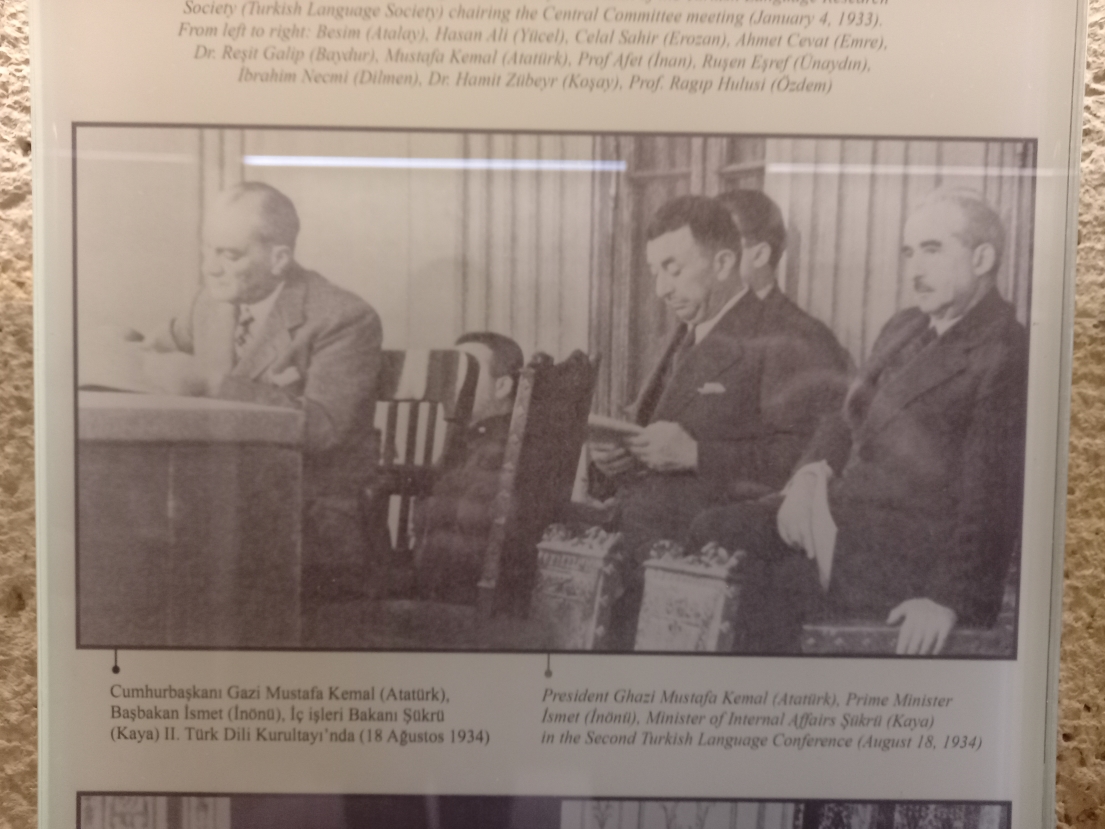 Society (Turkish Language Society) chairing the Central Committee meeting (January 4, 1933).
From left to right: Besim (Atalay), Hasan Ali (Yücel), Celal Sahir (Erozan), Ahmet Cevat (Emre),
Dr. Reşit Galip (Baydur), Mustafa Kemal (Atatürk), Prof Afet (İnan), Ruşen Eşref (Ünaydın),
İbrahim Necmi (Dilmen), Dr. Hamit Zübeyr (Koşay), Prof. Ragıp Hulusi (Özdem)
Cumhurbaşkanı Gazi Mustafa Kemal (Atatürk),
Başbakan İsmet (İnönü), İç işleri Bakanı Şükrü
(Kaya) II. Türk Dili Kurultayı'nda (18 Ağustos 1934)
President Ghazi Mustafa Kemal (Atatürk), Prime Minister
İsmet (İnönü), Minister of Internal Affairs Şükrü (Kaya)
in the Second Turkish Language Conference (August 18, 1934)